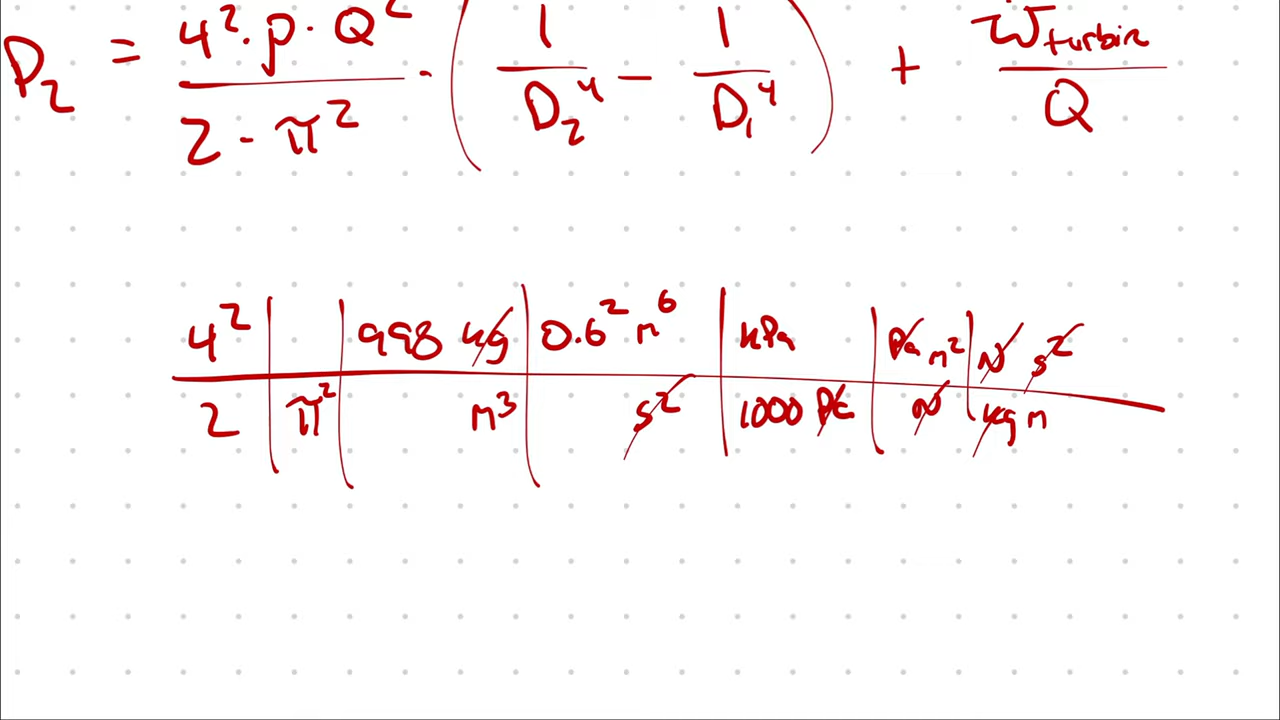 P₂ = 4²·ρ·Q² / 2·π² · (1/D₂⁴ − 1/D₁⁴) + Ẇturbine / Q
4² | | 998 kg | 0.6² m⁶ | kPa | Pa m² | N s²
2 | π² | m³ | s² | 1000 Pa | N | kg m